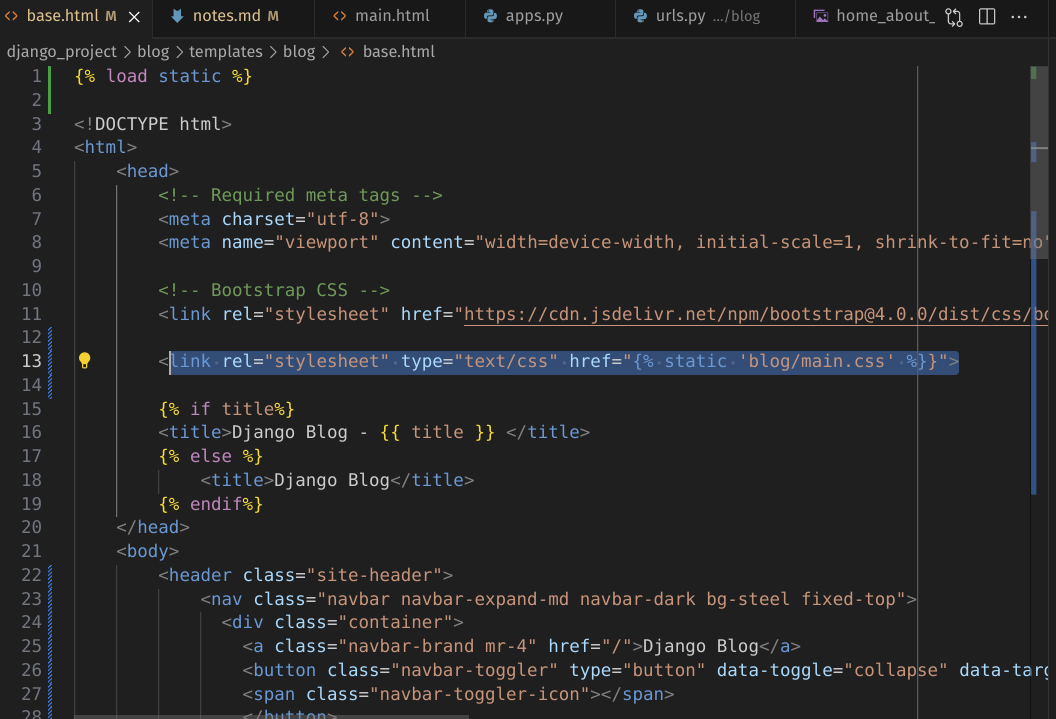 base.html M
notes.md M
main.html
apps.py
urls.py .../blog
home_about_
django_project > blog > templates > blog > base.html
1 {% load static %}
2
3 <!DOCTYPE html>
4 <html>
5 <head>
6 <!-- Required meta tags -->
7 <meta charset="utf-8">
8 <meta name="viewport" content="width=device-width, initial-scale=1, shrink-to-fit=no"
9
10 <!-- Bootstrap CSS -->
11 <link rel="stylesheet" href="https://cdn.jsdelivr.net/npm/bootstrap@4.0.0/dist/css/bo
12
13 <link rel="stylesheet" type="text/css" href="{% static 'blog/main.css' %}}">
14
15 {% if title%}
16 <title>Django Blog - {{ title }} </title>
17 {% else %}
18 <title>Django Blog</title>
19 {% endif%}
20 </head>
21 <body>
22 <header class="site-header">
23 <nav class="navbar navbar-expand-md navbar-dark bg-steel fixed-top">
24 <div class="container">
25 <a class="navbar-brand mr-4" href="/">Django Blog</a>
26 <button class="navbar-toggler" type="button" data-toggle="collapse" data-targ
27 <span class="navbar-toggler-icon"></span>
28 </button>